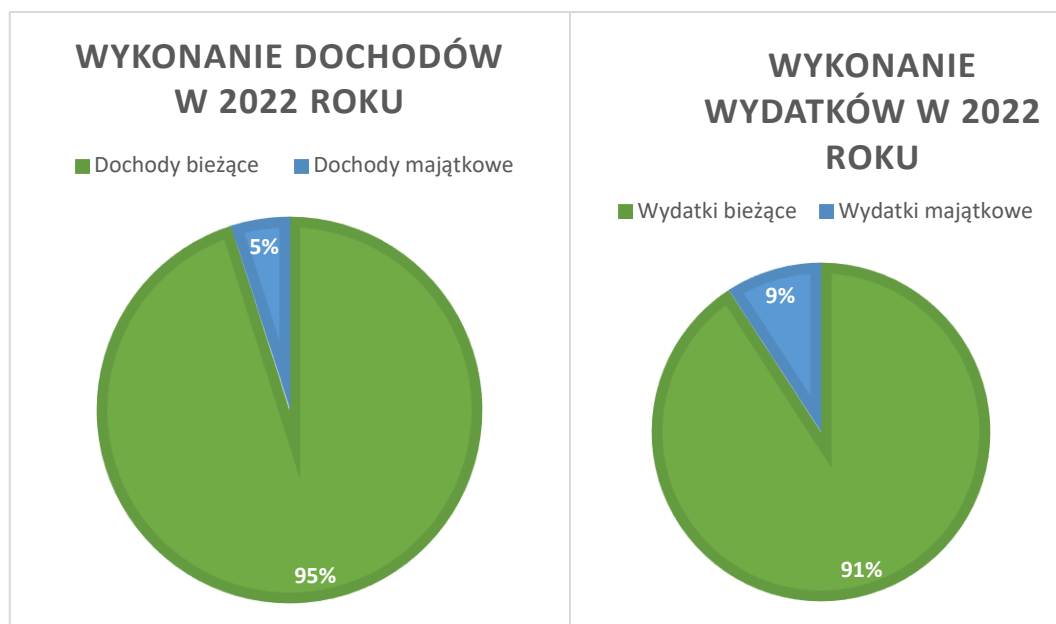 WYKONANIE DOCHODÓW
W 2022 ROKU
Dochody bieżące
Dochody majątkowe
5%
95%
WYKONANIE
WYDATKÓW W 2022
ROKU
Wydatki bieżące
Wydatki majątkowe
9%
91%